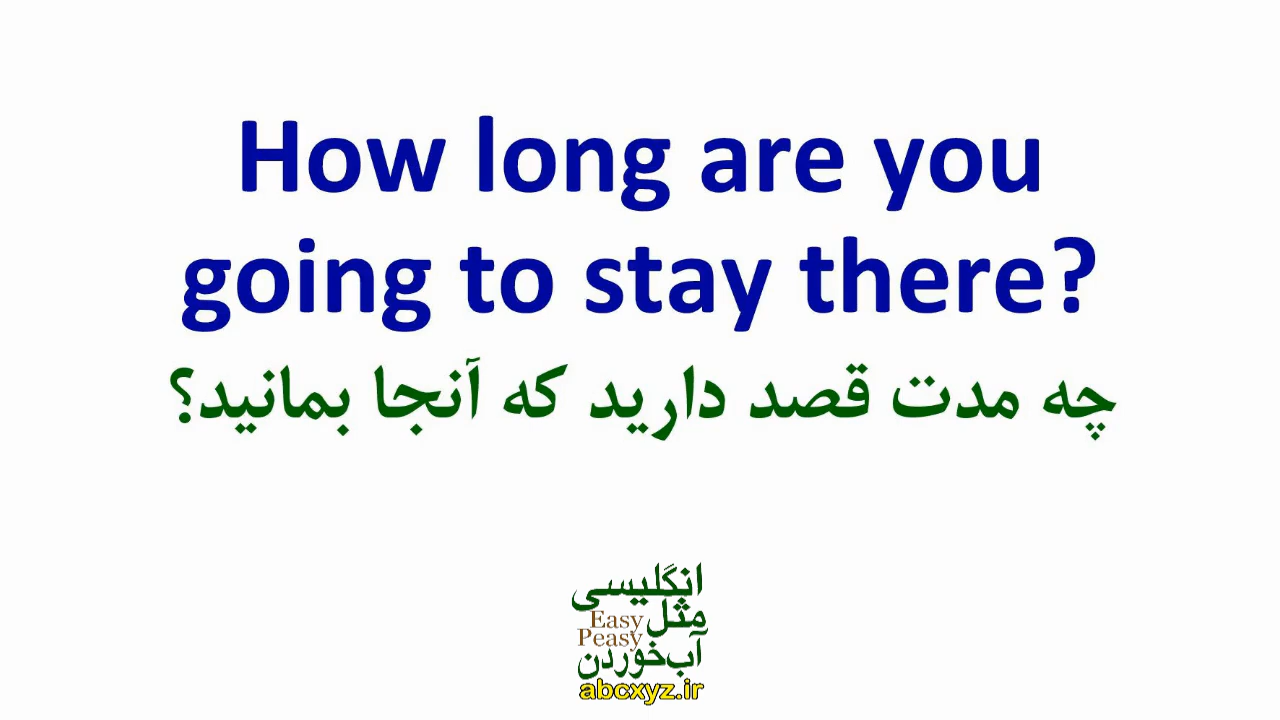 How long are you
going to stay there?
چه مدت قصد دارید که آنجا بمانید؟
انگلیسی
مثل
Easy
Peasy
آب‌خوردن
abcxyz.ir